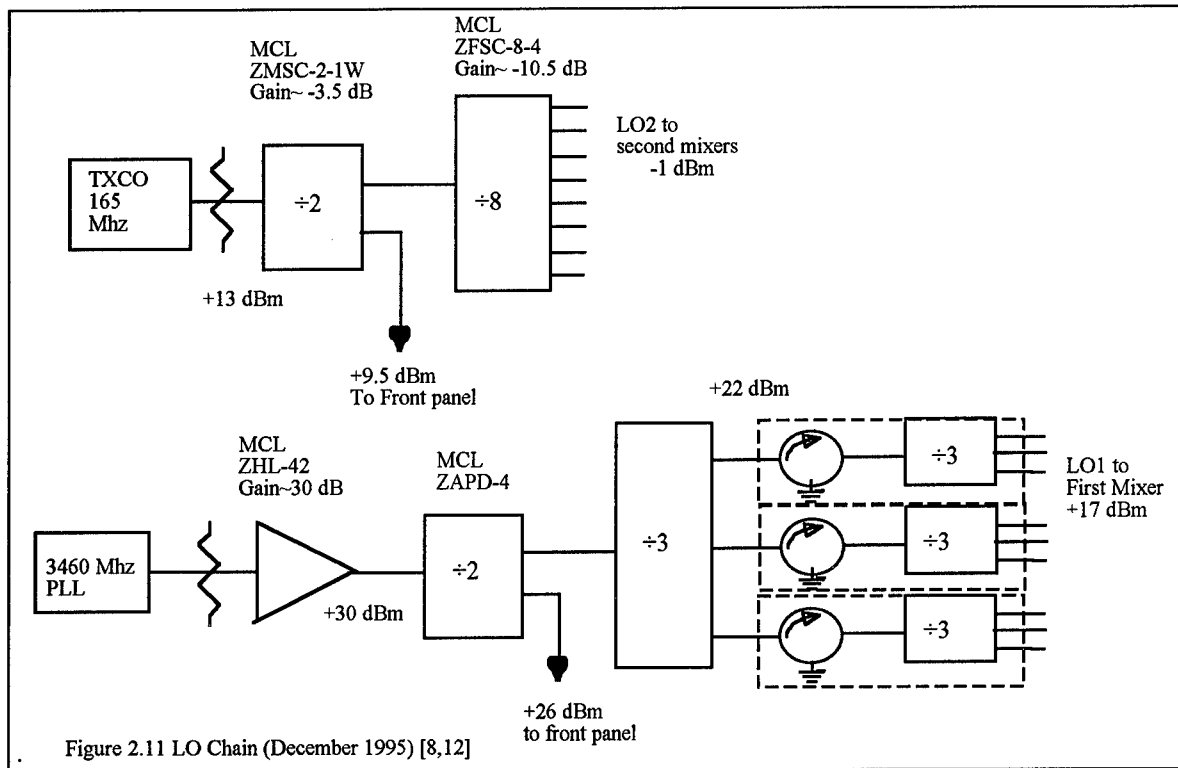 MCL
ZMSC-2-1W
Gain~ -3.5 dB
MCL
ZFSC-8-4
Gain~ -10.5 dB
LO2 to
second mixers
-1 dBm
TXCO
165
Mhz
÷2
÷8
+13 dBm
+9.5 dBm
To Front panel
+22 dBm
MCL
ZHL-42
Gain~30 dB
MCL
ZAPD-4
3460 Mhz
PLL
+30 dBm
÷2
÷3
÷3
÷3
÷3
LO1 to
First Mixer
+17 dBm
+26 dBm
to front panel
Figure 2.11 LO Chain (December 1995) [8,12]